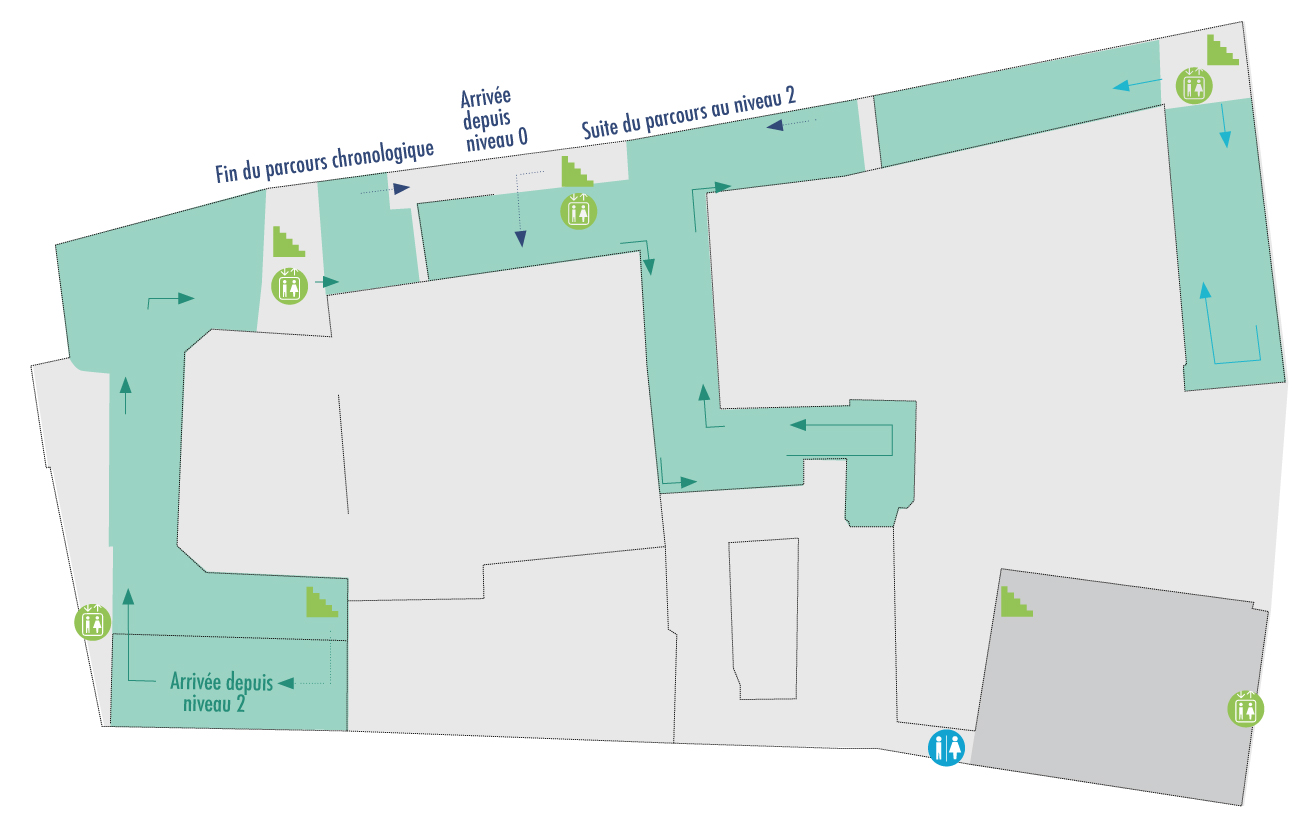 Arrivée
depuis
niveau 0
Suite du parcours au niveau 2
Fin du parcours chronologique
Arrivée depuis
niveau 2